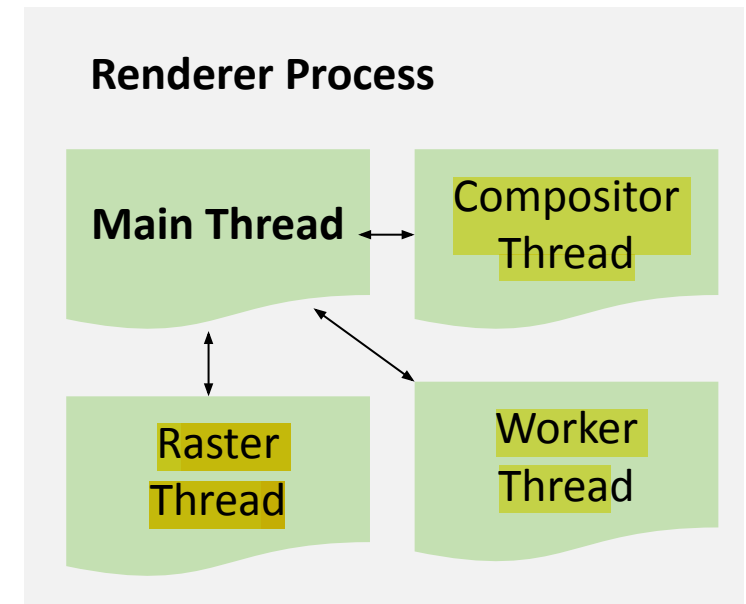 Renderer Process
Main Thread
Compositor
Thread
Raster
Thread
Worker
Thread